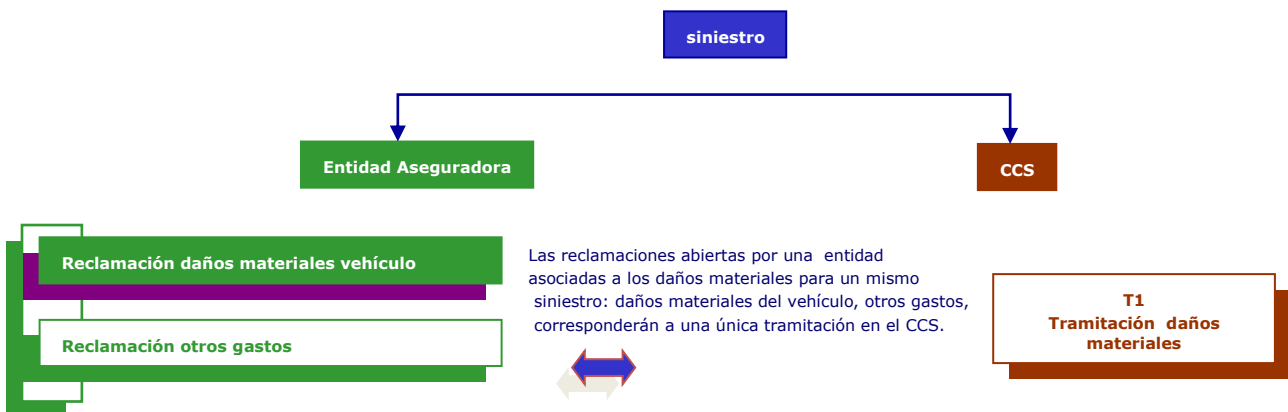 siniestro
Entidad Aseguradora
CCS
Reclamación daños materiales vehículo
Reclamación otros gastos
Las reclamaciones abiertas por una entidad
asociadas a los daños materiales para un mismo
siniestro: daños materiales del vehículo, otros gastos,
corresponderán a una única tramitación en el CCS.
T1
Tramitación daños
materiales